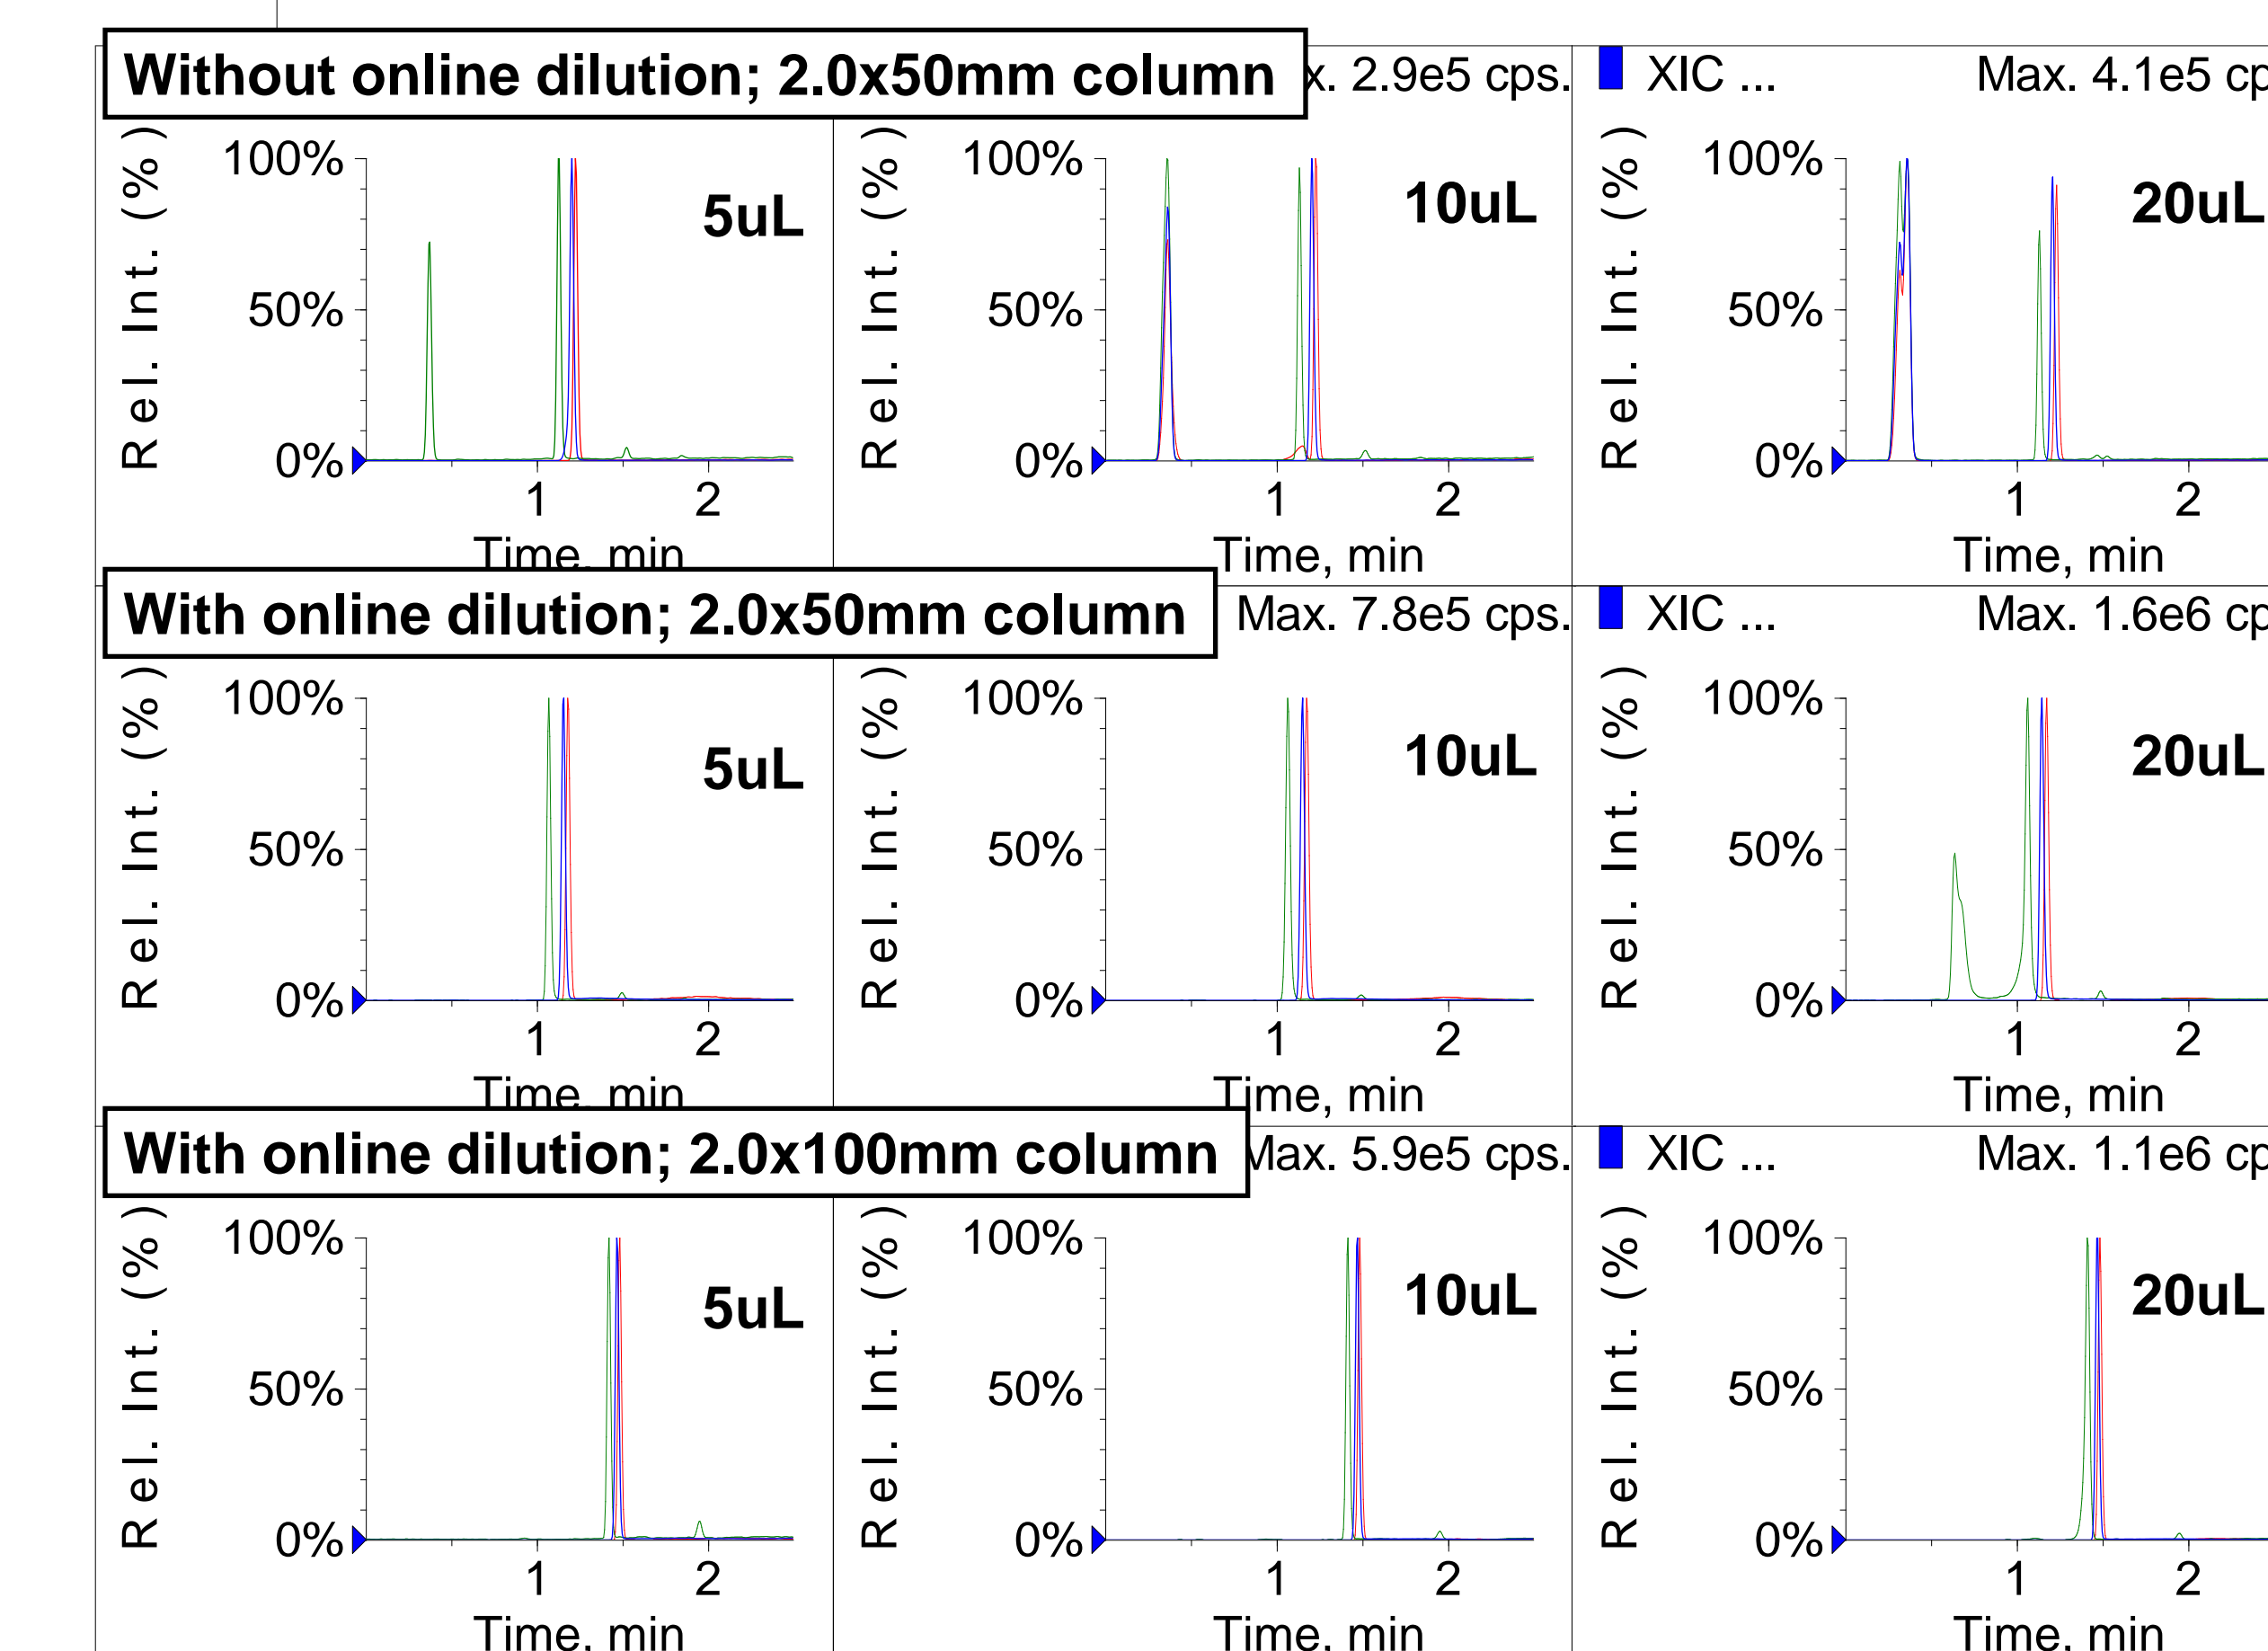 Without online dilution; 2.0x50mm column
x. 2.9e5 cps.
XIC ...
Max. 4.1e5 cp
Rel. Int. (%)
100%
50%
0%
5uL
1
2
Time, min
Rel. Int. (%)
100%
50%
0%
10uL
1
2
Time, min
Rel. Int. (%)
100%
50%
0%
20uL
1
2
Time, min
With online dilution; 2.0x50mm column
Max. 7.8e5 cps.
XIC ...
Max. 1.6e6 cp
Rel. Int. (%)
100%
50%
0%
5uL
1
2
Time, min
Rel. Int. (%)
100%
50%
0%
10uL
1
2
Time, min
Rel. Int. (%)
100%
50%
0%
20uL
1
2
Time, min
With online dilution; 2.0x100mm column
Max. 5.9e5 cps.
XIC ...
Max. 1.1e6 cp
Rel. Int. (%)
100%
50%
0%
5uL
1
2
Time, min
Rel. Int. (%)
100%
50%
0%
10uL
1
2
Time, min
Rel. Int. (%)
100%
50%
0%
20uL
1
2
Time, min